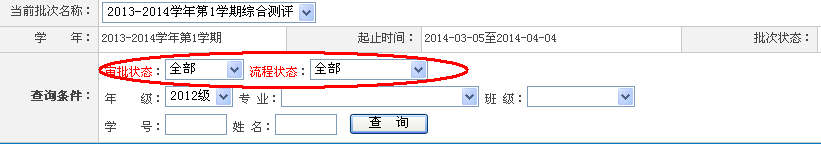 当前批次名称： 2013-2014学年第1学期综合测评
学 年： 2013-2014学年第1学期 起止时间： 2014-03-05至2014-04-04 批次状态：
审批状态： 全部 流程状态： 全部
查询条件： 年 级： 2012级 专 业： 班 级：
学 号： 姓 名： 查 询